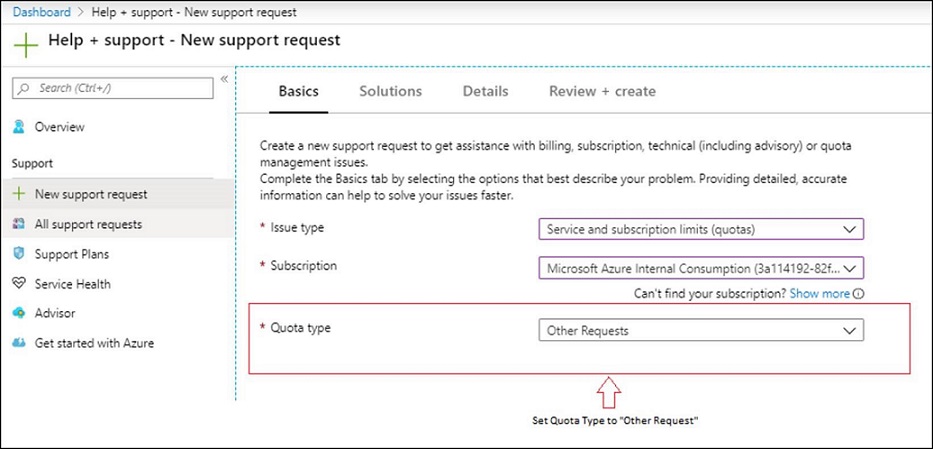 Dashboard > Help + support - New support request
Help + support - New support request
Search (Ctrl+/)
«
Overview
Support
New support request
All support requests
Support Plans
Service Health
Advisor
Get started with Azure
Basics Solutions Details Review + create
Create a new support request to get assistance with billing, subscription, technical (including advisory) or quota
management issues.
Complete the Basics tab by selecting the options that best describe your problem. Providing detailed, accurate
information can help to solve your issues faster.
* Issue type Service and subscription limits (quotas)
* Subscription Microsoft Azure Internal Consumption (3a114192-82f...
Can't find your subscription? Show more
* Quota type Other Requests
Set Quota Type to "Other Request"